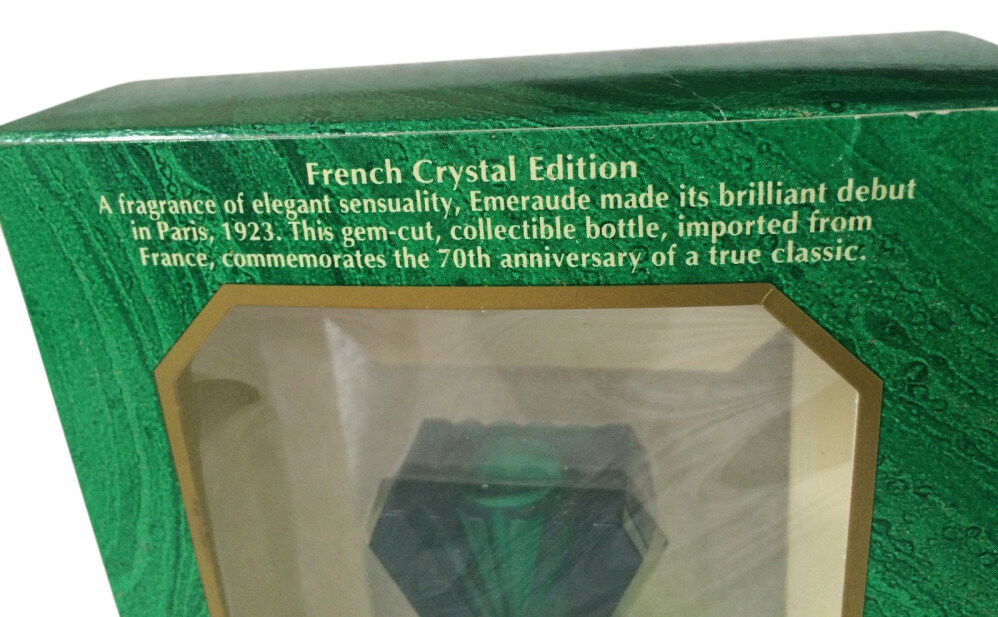 French Crystal Edition
A fragrance of elegant sensuality, Emeraude made its brilliant debut
in Paris, 1923. This gem-cut, collectible bottle, imported from
France, commemorates the 70th anniversary of a true classic.